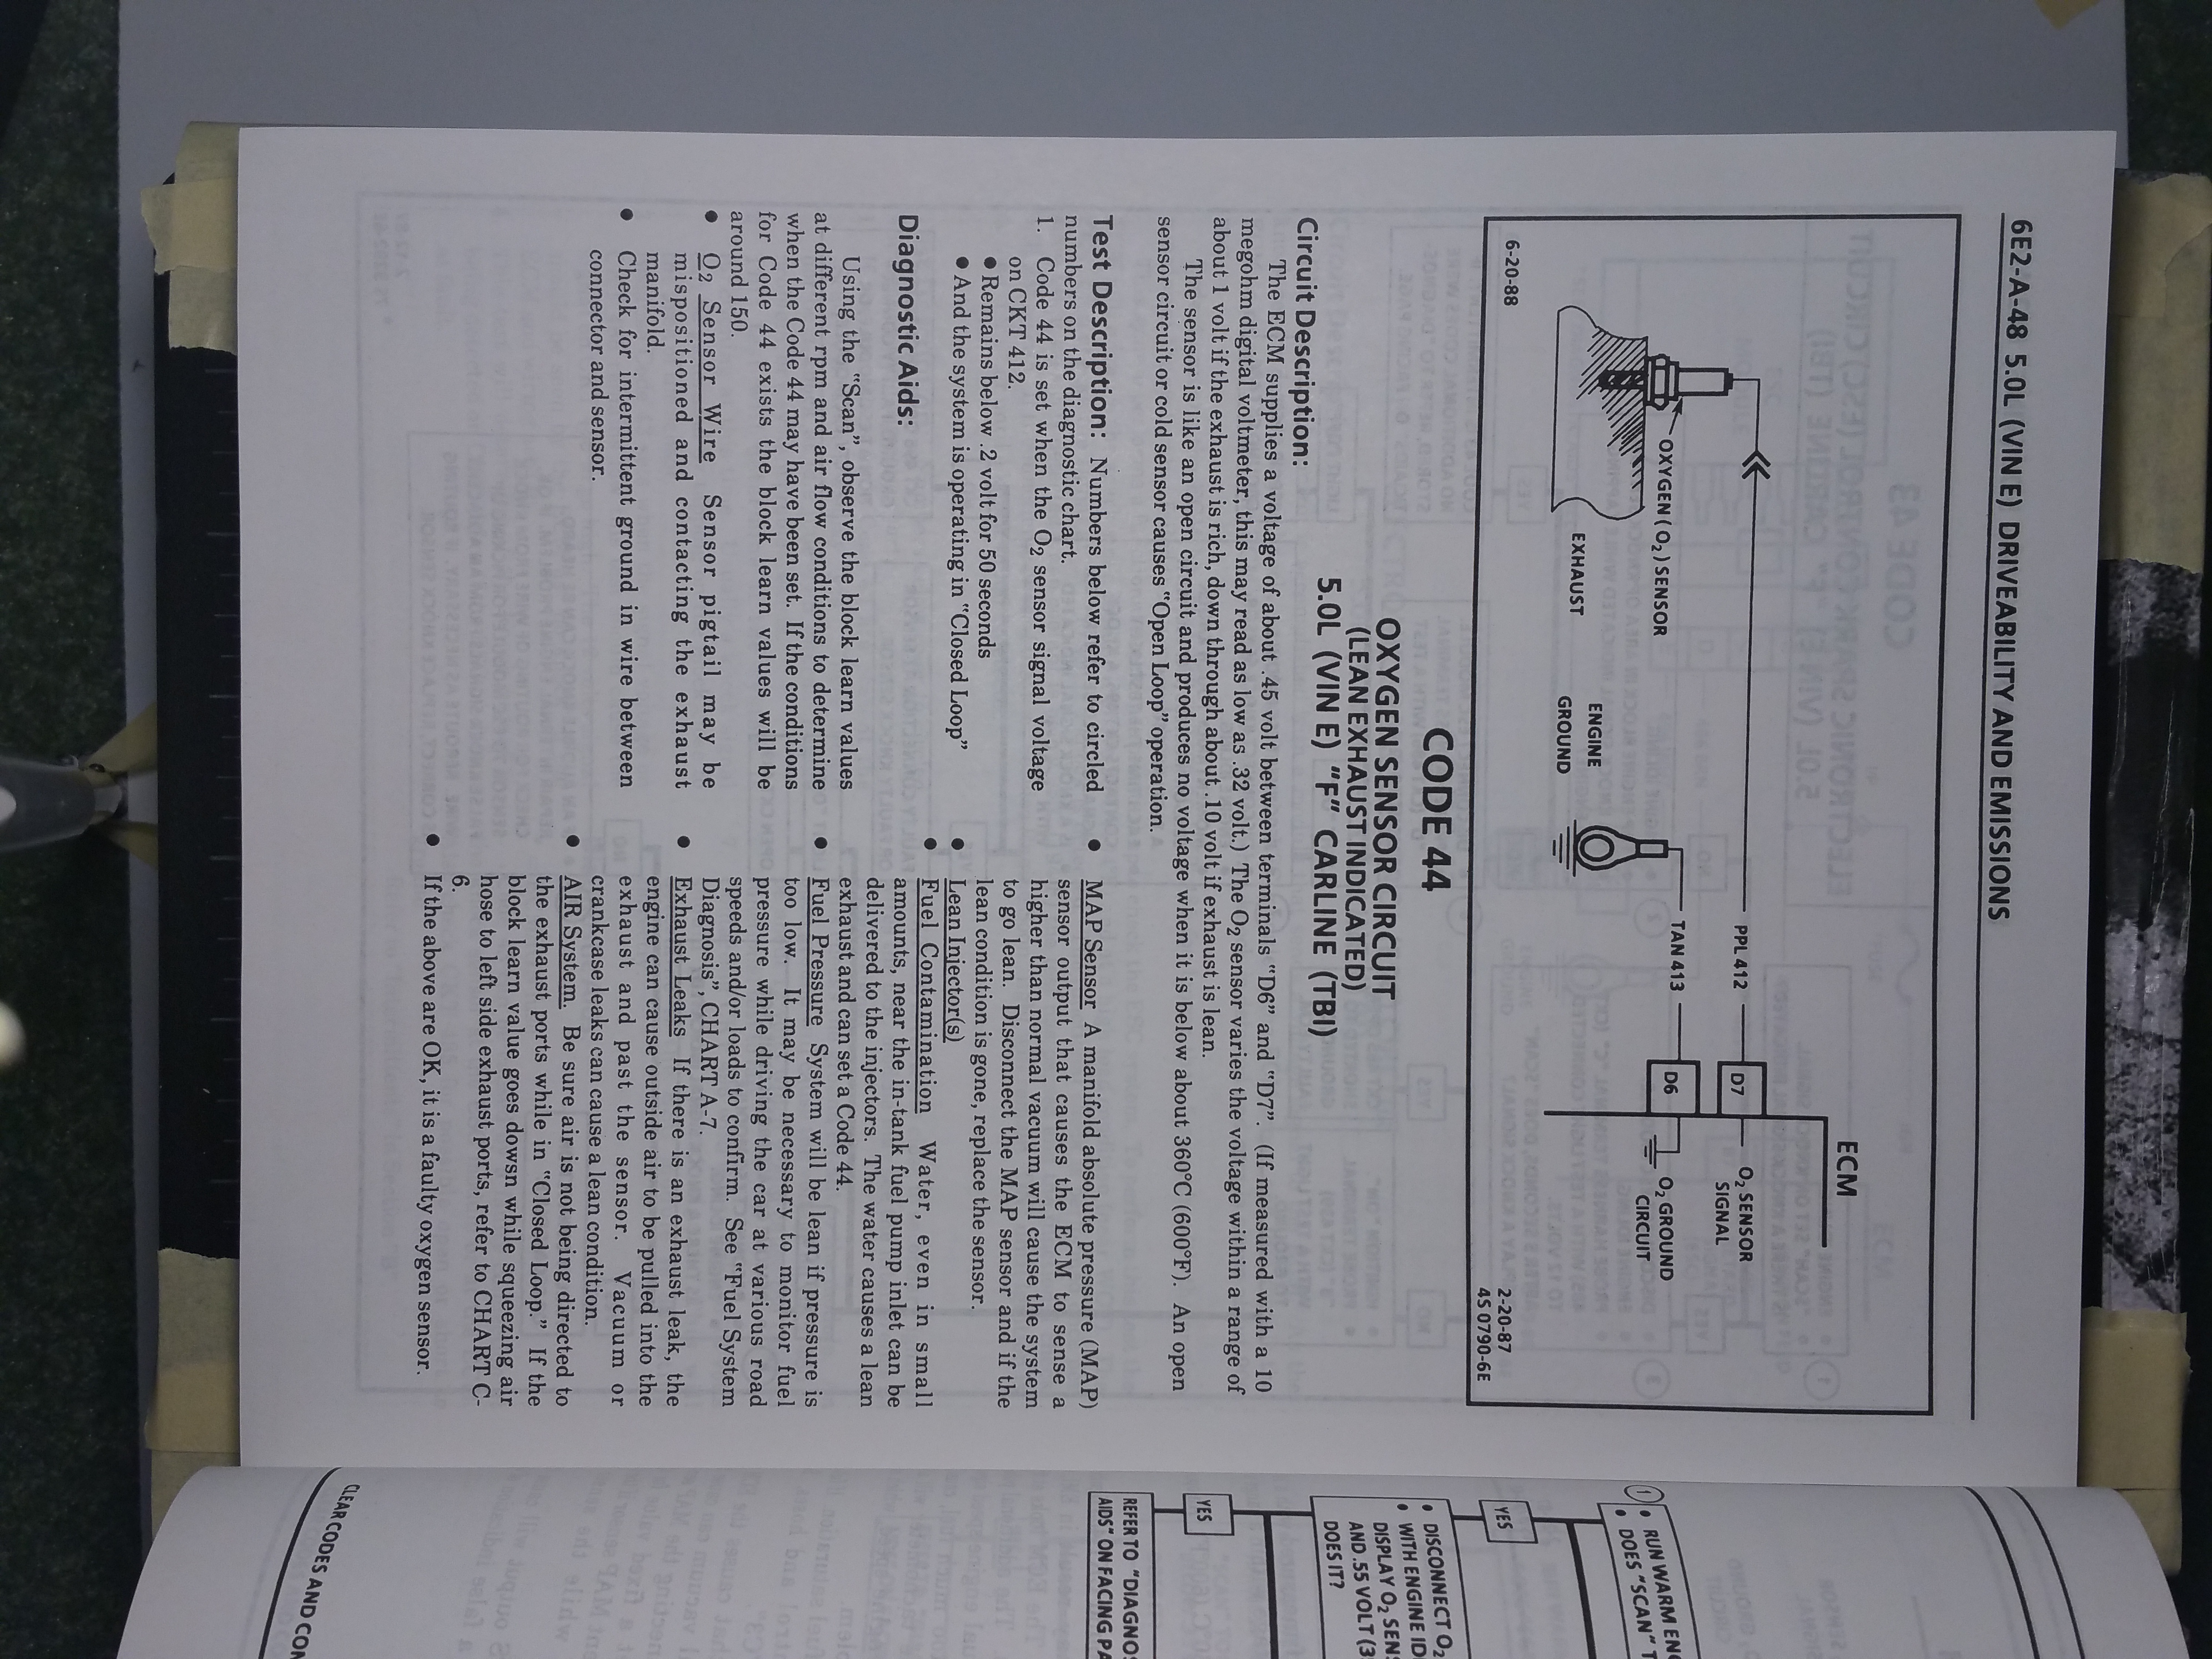 6E2-A-48 5.0L (VIN E) DRIVEABILITY AND EMISSIONS
ECM
PPL 412
D7
O2 SENSOR
SIGNAL
OXYGEN (O2) SENSOR
TAN 413
D6
O2 GROUND
CIRCUIT
EXHAUST
ENGINE
GROUND
6-20-88
2-20-87
4S 0790-6E
CODE 44
OXYGEN SENSOR CIRCUIT
(LEAN EXHAUST INDICATED)
5.0L (VIN E) "F" CARLINE (TBI)
Circuit Description:
The ECM supplies a voltage of about .45 volt between terminals "D6" and "D7". (If measured with a 10
megohm digital voltmeter, this may read as low as .32 volt.) The O2 sensor varies the voltage within a range of
about 1 volt if the exhaust is rich, down through about .10 volt if exhaust is lean.
The sensor is like an open circuit and produces no voltage when it is below about 360°C (600°F). An open
sensor circuit or cold sensor causes "Open Loop" operation.
Test Description: Numbers below refer to circled
numbers on the diagnostic chart.
1. Code 44 is set when the O2 sensor signal voltage
on CKT 412.
• Remains below .2 volt for 50 seconds
• And the system is operating in "Closed Loop"
Diagnostic Aids:
Using the "Scan", observe the block learn values
at different rpm and air flow conditions to determine
when the Code 44 may have been set. If the conditions
for Code 44 exists the block learn values will be
around 150.
• O2 Sensor Wire Sensor pigtail may be
mispositioned and contacting the exhaust
manifold.
• Check for intermittent ground in wire between
connector and sensor.
• MAP Sensor A manifold absolute pressure (MAP)
sensor output that causes the ECM to sense a
higher than normal vacuum will cause the system
to go lean. Disconnect the MAP sensor and if the
lean condition is gone, replace the sensor.
• Lean Injector(s)
• Fuel Contamination Water, even in small
amounts, near the in-tank fuel pump inlet can be
delivered to the injectors. The water causes a lean
exhaust and can set a Code 44.
• Fuel Pressure System will be lean if pressure is
too low. It may be necessary to monitor fuel
pressure while driving the car at various road
speeds and/or loads to confirm. See "Fuel System
Diagnosis", CHART A-7.
• Exhaust Leaks If there is an exhaust leak, the
engine can cause outside air to be pulled into the
exhaust and past the sensor. Vacuum or
crankcase leaks can cause a lean condition.
• AIR System. Be sure air is not being directed to
the exhaust ports while in "Closed Loop." If the
block learn value goes dowsn while squeezing air
hose to left side exhaust ports, refer to CHART C-
6.
• If the above are OK, it is a faulty oxygen sensor.
1
• RUN WARM
• DOES "SCAN"
YES
• DISCONNECT O2
• WITH ENGINE
DISPLAY O2
AND .55 VOLT
DOES IT?
YES
REFER TO
AIDS" ON FACING
CLEAR CODES AND